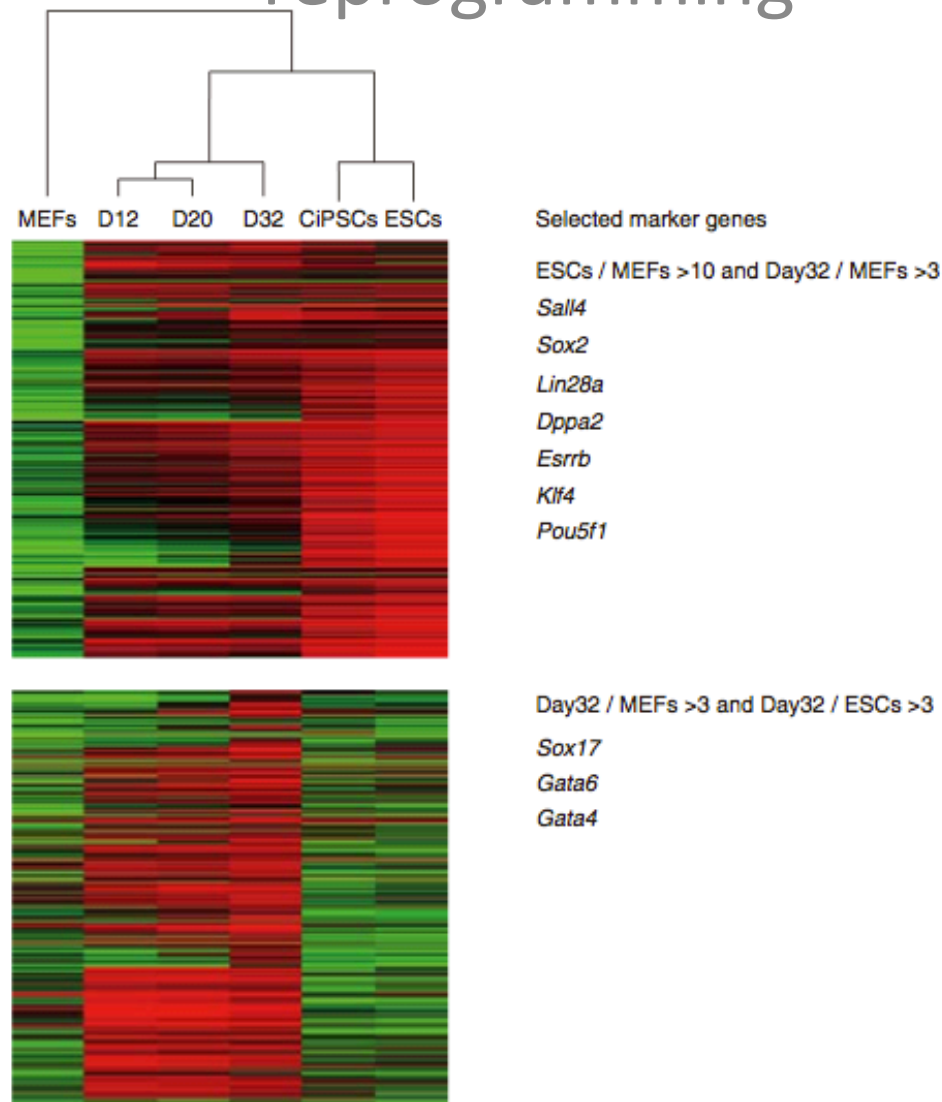 reprogramming
MEFs D12 D20 D32 CiPSCs ESCs
Selected marker genes
ESCs / MEFs >10 and Day32 / MEFs >3
Sall4
Sox2
Lin28a
Dppa2
Esrrb
Klf4
Pou5f1
Day32 / MEFs >3 and Day32 / ESCs >3
Sox17
Gata6
Gata4